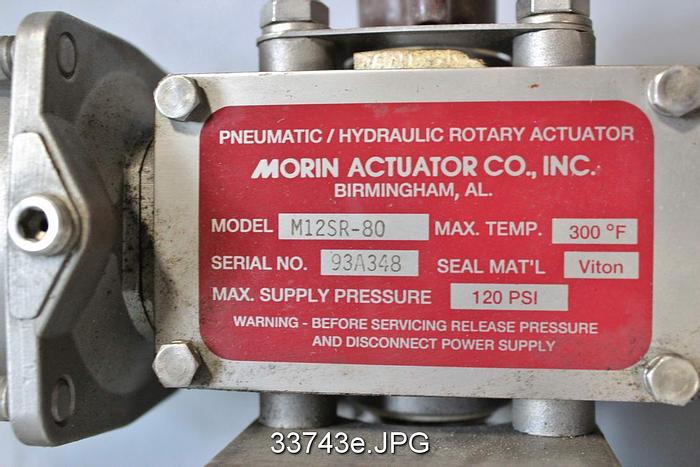 PNEUMATIC / HYDRAULIC ROTARY ACTUATOR
MORIN ACTUATOR CO., INC.
BIRMINGHAM, AL.
MODEL M12SR-80 MAX. TEMP. 300 °F
SERIAL NO. 93A348 SEAL MAT'L Viton
MAX. SUPPLY PRESSURE 120 PSI
WARNING - BEFORE SERVICING RELEASE PRESSURE
AND DISCONNECT POWER SUPPLY
33743e.JPG